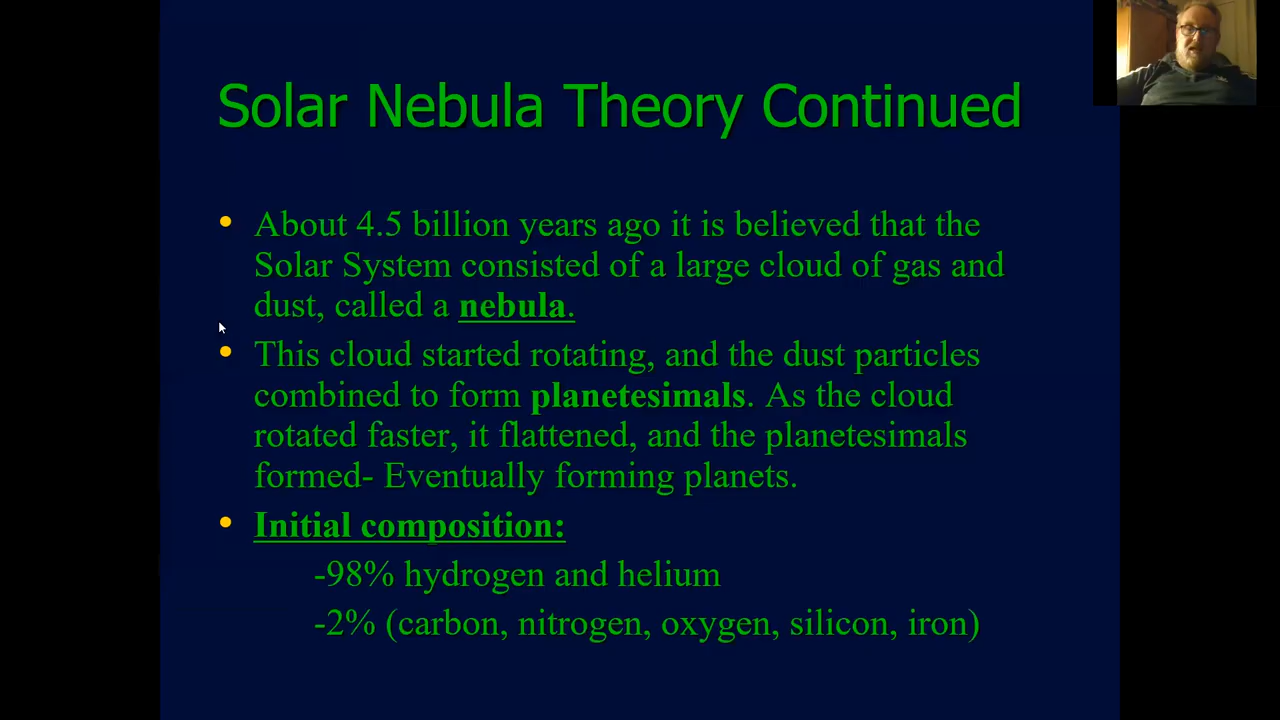 Solar Nebula Theory Continued
• About 4.5 billion years ago it is believed that the
Solar System consisted of a large cloud of gas and
dust, called a nebula.
• This cloud started rotating, and the dust particles
combined to form planetesimals. As the cloud
rotated faster, it flattened, and the planetesimals
formed- Eventually forming planets.
• Initial composition:
-98% hydrogen and helium
-2% (carbon, nitrogen, oxygen, silicon, iron)